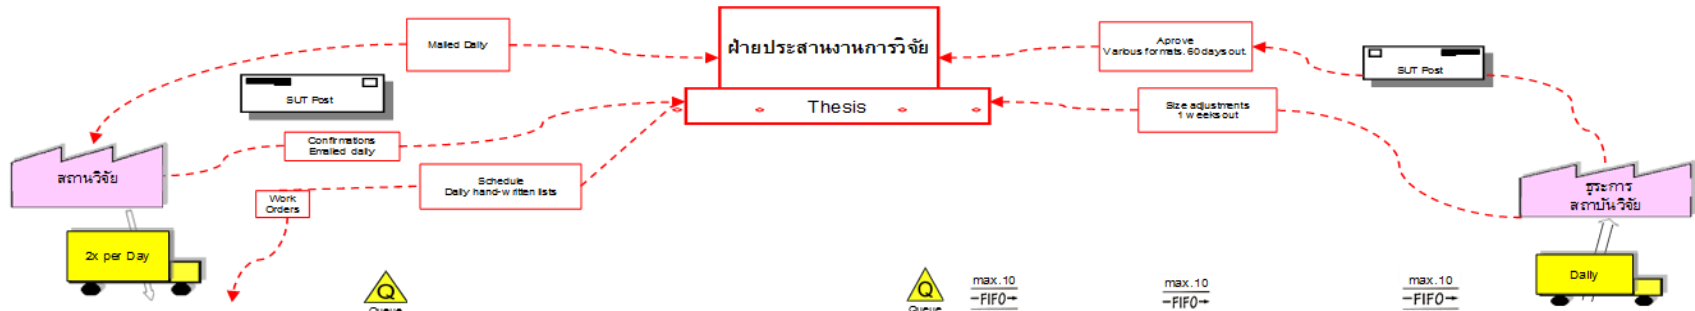 Mailed Daily
ฝ่ายประสานงานการวิจัย
Aprove
Various formats. 60 days out.
SUT Post
SUT Post
Thesis
Size adjustments
1 weeks out
Confirmations
Emailed daily
สถานวิจัย
Schedule
Daily hand-written lists
Work
Orders
ธุระการ
สถาบันวิจัย
2x per Day
Daily
Q
Queue
Q
Queue
max. 10
FIFO
max. 10
FIFO
max. 10
FIFO